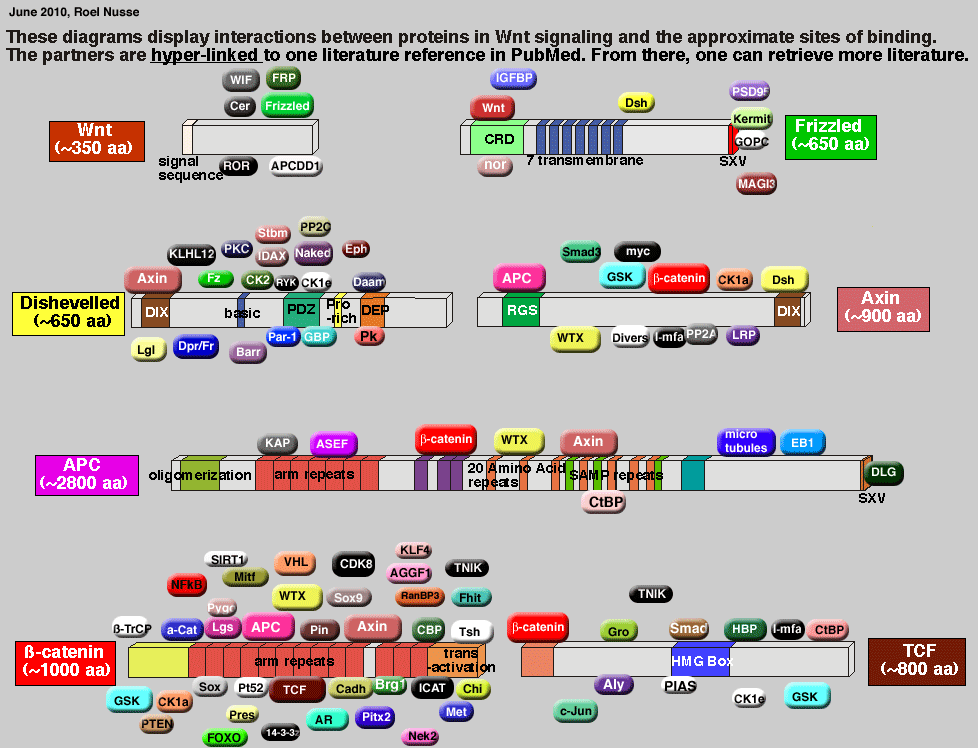 June 2010, Roel Nusse
These diagrams display interactions between proteins in Wnt signaling and the approximate sites of binding.
The partners are hyper-linked to one literature reference in PubMed. From there, one can retrieve more literature.
WIF FRP
Cer Frizzled
Wnt
(~350 aa)
signal
sequence
ROR APCDD1
IGFBP
Wnt Dsh PSD95
Kermit
CRD GOPC
7 transmembrane SXV
nor MAGI3
Frizzled
(~650 aa)
Stbm PP2C
KLHL12 PKC IDAX Naked Eph
Axin Fz CK2 RYK CK1e Daam
Dishevelled
(~650 aa)
DIX basic PDZ Pro
-rich DEP
Lgl Dpr/Fr Barr Par-1 GBP Pk
Smad3 myc
APC GSK β-catenin CK1a Dsh
RGS DIX
Axin
(~900 aa)
WTX Divers I-mfa PP2A LRP
KAP ASEF β-catenin WTX Axin micro
tubules EB1
APC
(~2800 aa)
oligomerization arm repeats 20 Amino Acid
repeats SAMP repeats DLG
CtBP SXV
SIRT1 VHL CDK8 KLF4
NFkB Mitf AGGF1 TNIK
WTX Sox9 RanBP3 Fhit
Pygo
ß-TrCP a-Cat Lgs APC Pin Axin CBP Tsh
ß-catenin
(~1000 aa)
arm repeats trans
-activation
GSK CK1a Sox Pt52 TCF Cadh Brg1 ICAT Chi
PTEN Pres AR Pitx2 Met
FOXO 14-3-3z Nek2
TNIK
β-catenin Gro Smad HBP I-mfa CtBP
HMG Box
TCF
(~800 aa)
Aly PIAS CK1e GSK
c-Jun